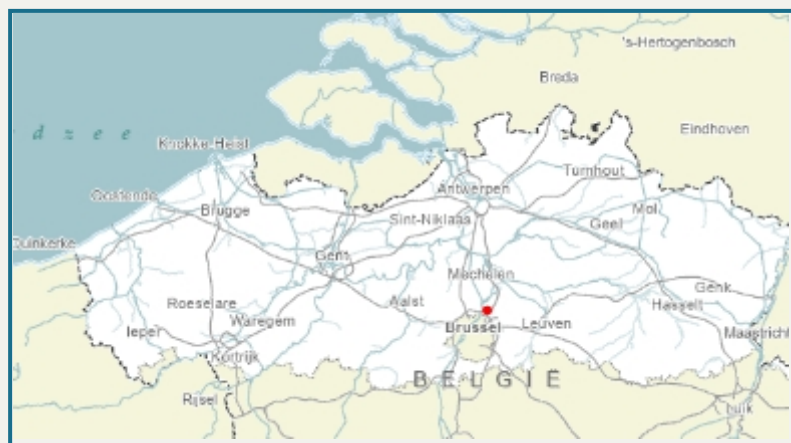 's-Hertogenbosch
Breda
Eindhoven
d z e e
Knokke-Heist
Turnhout
Antwerpen
Oostende
Mol
Brugge
Sint-Niklaas
Geel
Duinkerke
Gent
Mechelen
Genk
Roeselare
Aalst
Hasselt
Waregem
Ieper
Brussel
Leuven
Maastricht
Kortrijk
BELGIË
Rijsel
Luik